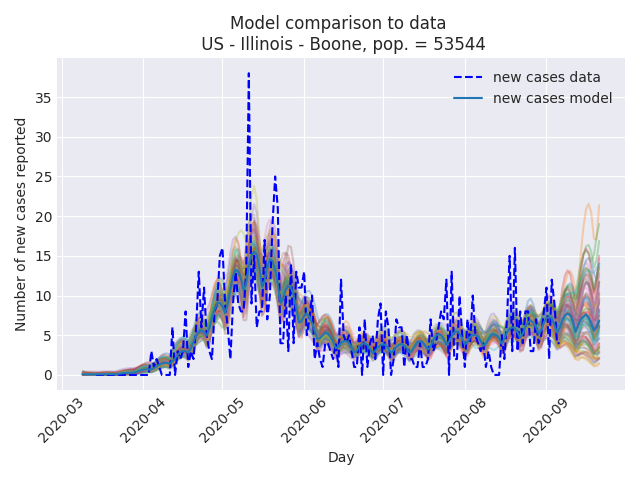 Model comparison to data
US - Illinois - Boone, pop. = 53544
new cases data
new cases model
Number of new cases reported
35
30
25
20
15
10
5
0
2020-03
2020-04
2020-05
2020-06
2020-07
2020-08
2020-09
Day